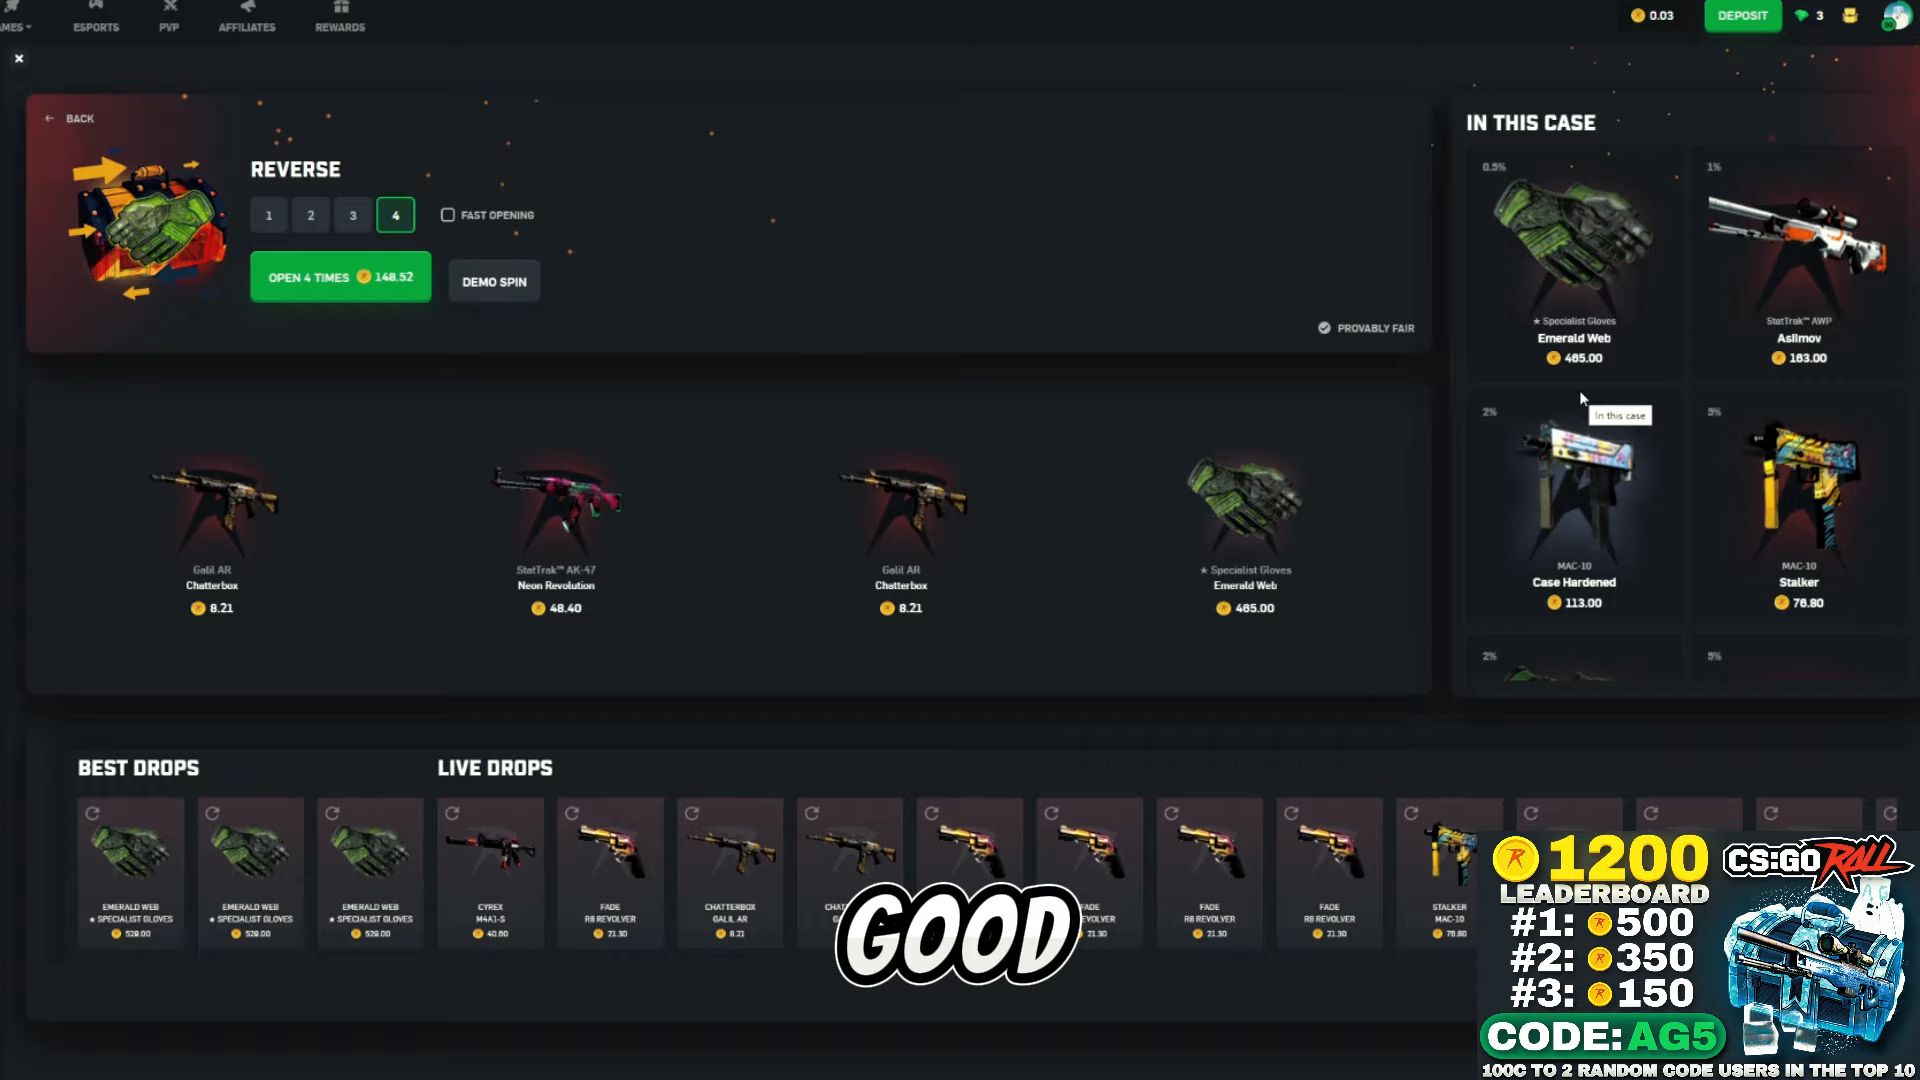 AMES
ESPORTS
PVP
AFFILIATES
REWARDS
0.03
DEPOSIT
3
BACK
REVERSE
1
2
3
4
FAST OPENING
OPEN 4 TIMES 148.52
DEMO SPIN
PROVABLY FAIR
IN THIS CASE
0.5%
★ Specialist Gloves
Emerald Web
465.00
1%
StatTrak™ AWP
Asiimov
163.00
In this case
2%
MAC-10
Case Hardened
113.00
5%
MAC-10
Stalker
76.80
2%
5%
Galil AR
Chatterbox
8.21
StatTrak™ AK-47
Neon Revolution
48.40
Galil AR
Chatterbox
8.21
★ Specialist Gloves
Emerald Web
465.00
BEST DROPS
LIVE DROPS
EMERALD WEB
★ SPECIALIST GLOVES
529.00
EMERALD WEB
★ SPECIALIST GLOVES
529.00
EMERALD WEB
★ SPECIALIST GLOVES
529.00
CYREX
M4A1-S
40.60
FADE
R8 REVOLVER
21.30
CHATTERBOX
GALIL AR
8.21
FADE
EVOLVER
21.30
FADE
R8 REVOLVER
21.30
FADE
R8 REVOLVER
21.30
STALKER
MAC-10
76.80
GOOD
1200
LEADERBOARD
#1: 500
#2: 350
#3: 150
CODE: AG5
CS:GO ROLL
AG
100C TO 2 RANDOM CODE USERS IN THE TOP 10